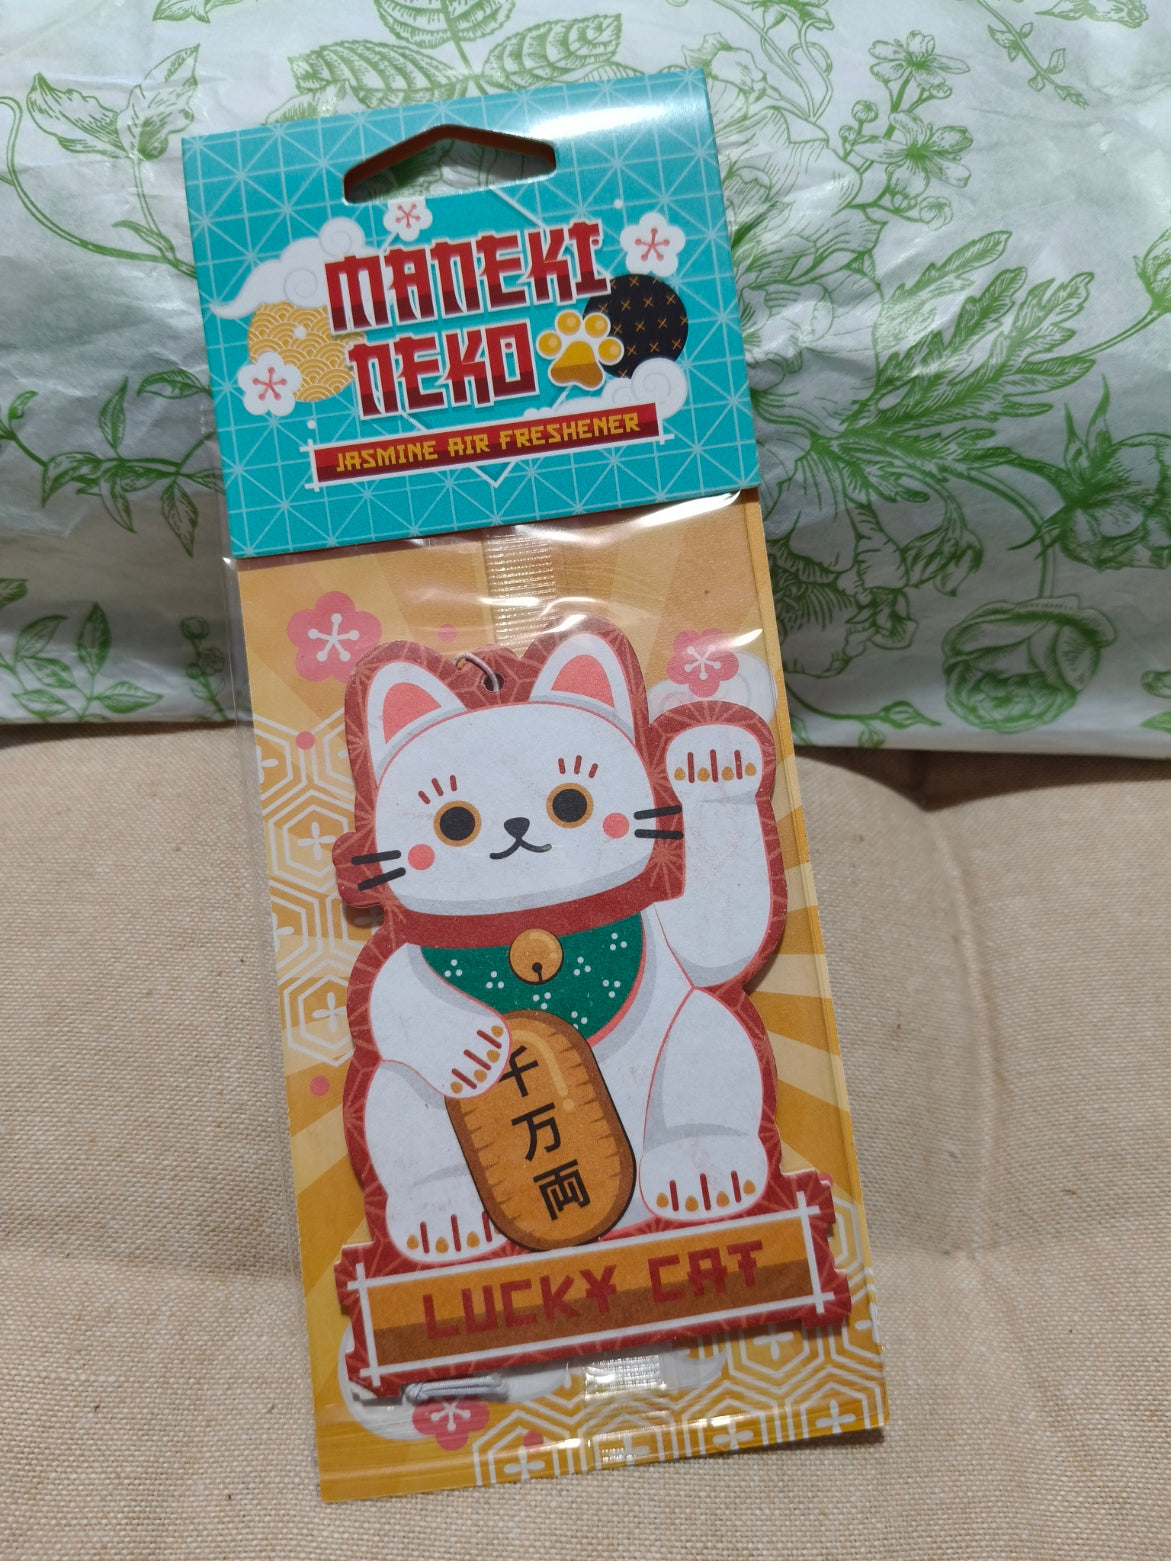 MANEKI
NEKO
JASMINE AIR FRESHENER
千
万
両
LUCKY CAT